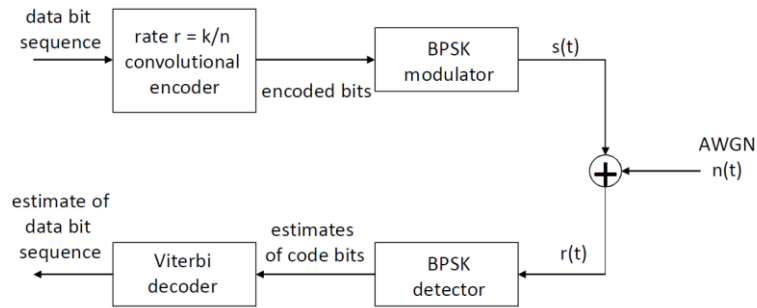 data bit
sequence
rate r = k/n
convolutional
encoder
encoded bits
BPSK
modulator
s(t)
AWGN
n(t)
r(t)
BPSK
detector
estimates
of code bits
Viterbi
decoder
estimate of
data bit
sequence